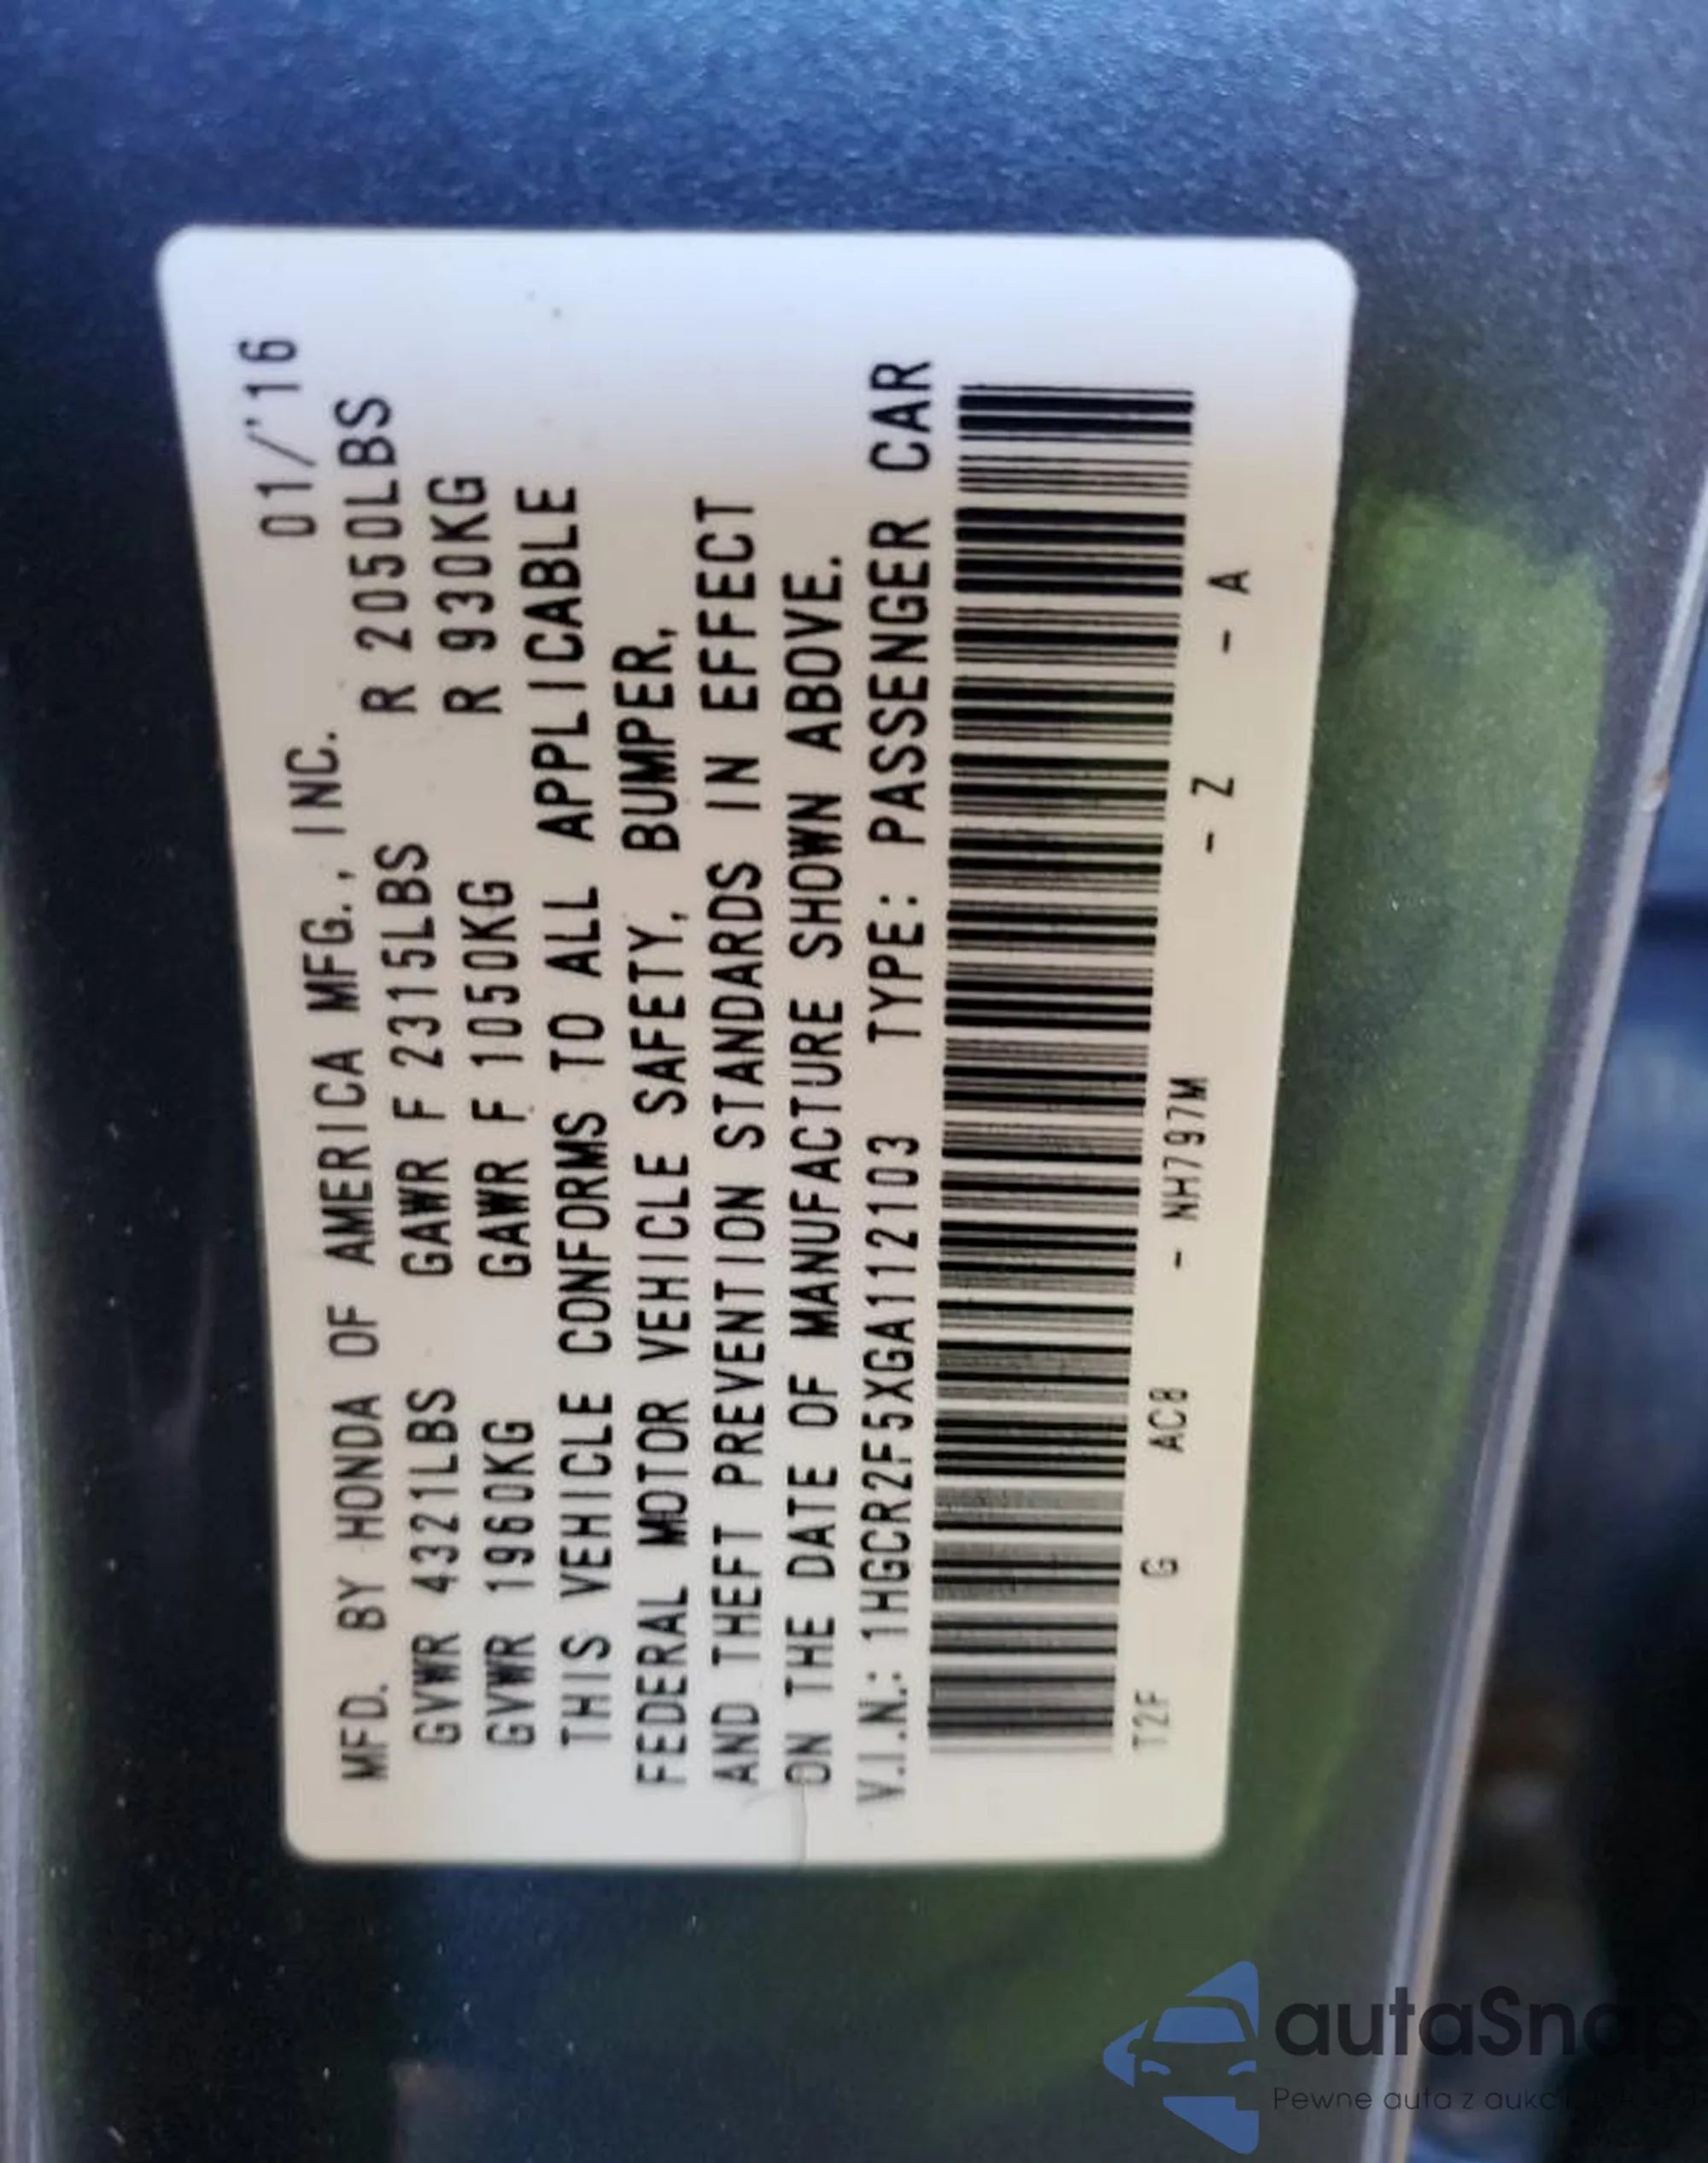 MFD. BY HONDA OF AMERICA MFG., INC. 01/'16
GVWR 4321LBS GAWR F 2315LBS R 2050LBS
GVWR 1960KG GAWR F 1050KG R 930KG
THIS VEHICLE CONFORMS TO ALL APPLICABLE
FEDERAL MOTOR VEHICLE SAFETY, BUMPER,
AND THEFT PREVENTION STANDARDS IN EFFECT
ON THE DATE OF MANUFACTURE SHOWN ABOVE.
V.I.N.: 1HGCR2F5XGA112103 TYPE: PASSENGER CAR
T2F G AC8 - NH797M - Z - A
autaSnap
Pewne auta z